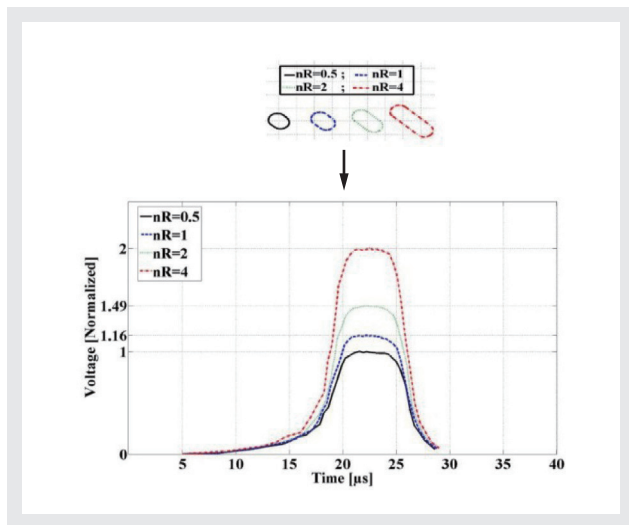 nR=0.5 ; nR=1
nR=2 ; nR=4
nR=0.5
nR=1
nR=2
nR=4
Voltage [Normalized]
2
1.49
1.16
1
0
5 10 15 20 25 30 35 40
Time [µs]